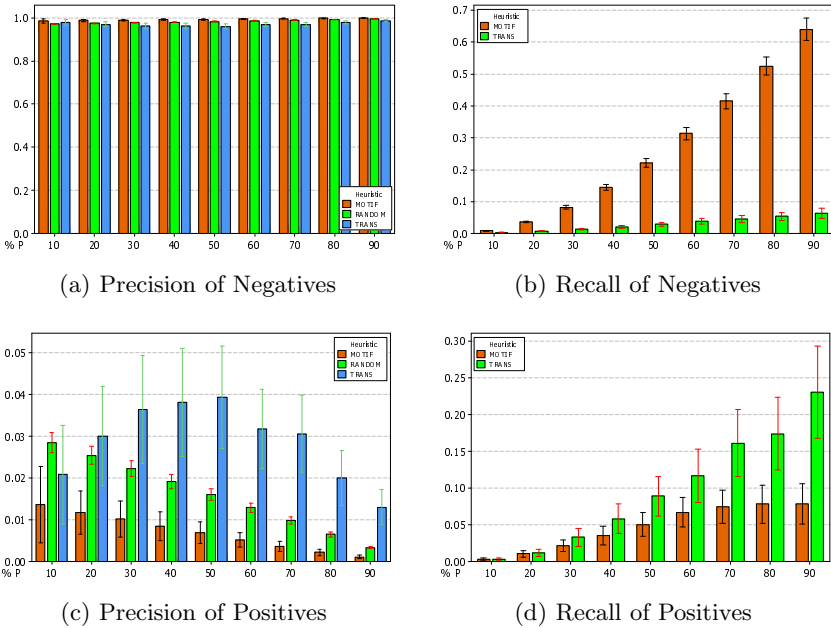 1.0
0.8
0.6
0.4
0.2
0.0
% P
10 20 30 40 50 60 70 80 90
Heuristic
MOTIF
RANDOM
TRANS
(a) Precision of Negatives
0.7
0.6
0.5
0.4
0.3
0.2
0.1
0.0
% P
10 20 30 40 50 60 70 80 90
Heuristic
MOTIF
TRANS
(b) Recall of Negatives
0.05
0.04
0.03
0.02
0.01
0.00
% P
10 20 30 40 50 60 70 80 90
Heuristic
MOTIF
RANDOM
TRANS
(c) Precision of Positives
0.30
0.25
0.20
0.15
0.10
0.05
0.00
% P
10 20 30 40 50 60 70 80 90
Heuristic
MOTIF
TRANS
(d) Recall of Positives